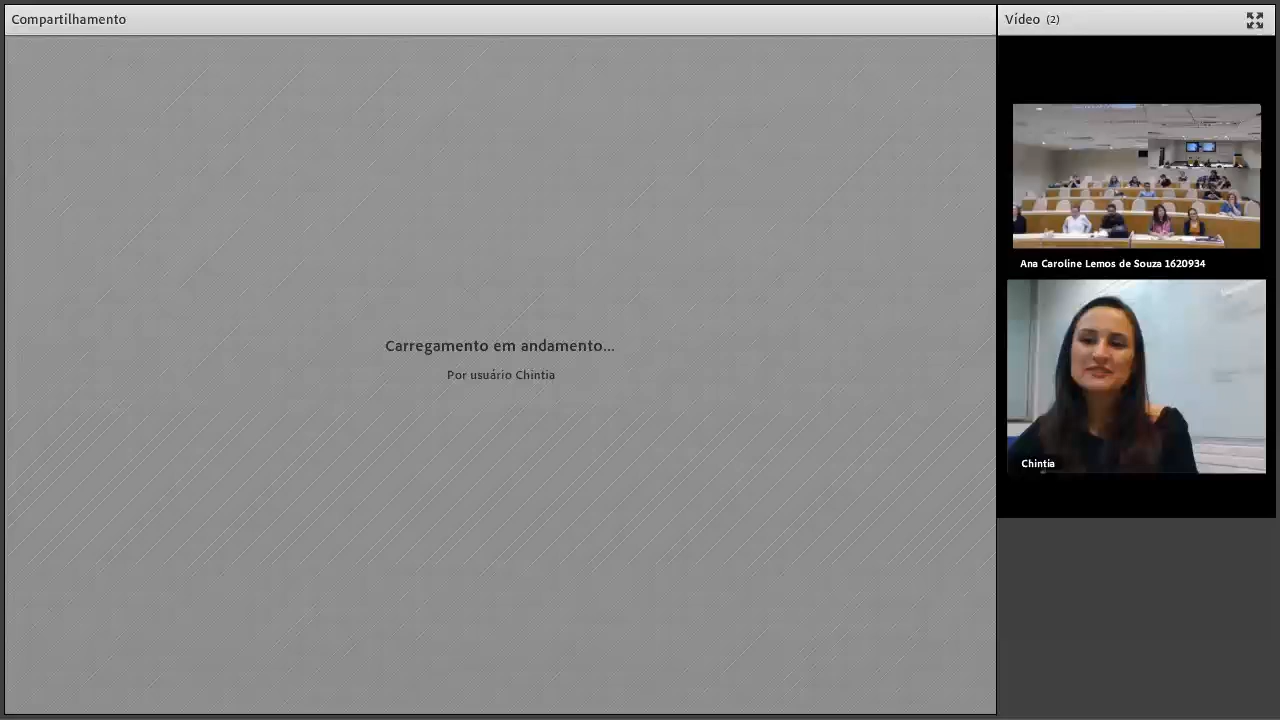 Compartilhamento
Vídeo (2)
Ana Caroline Lemos de Souza 1620934
Carregamento em andamento...
Por usuário Chintia
Chintia